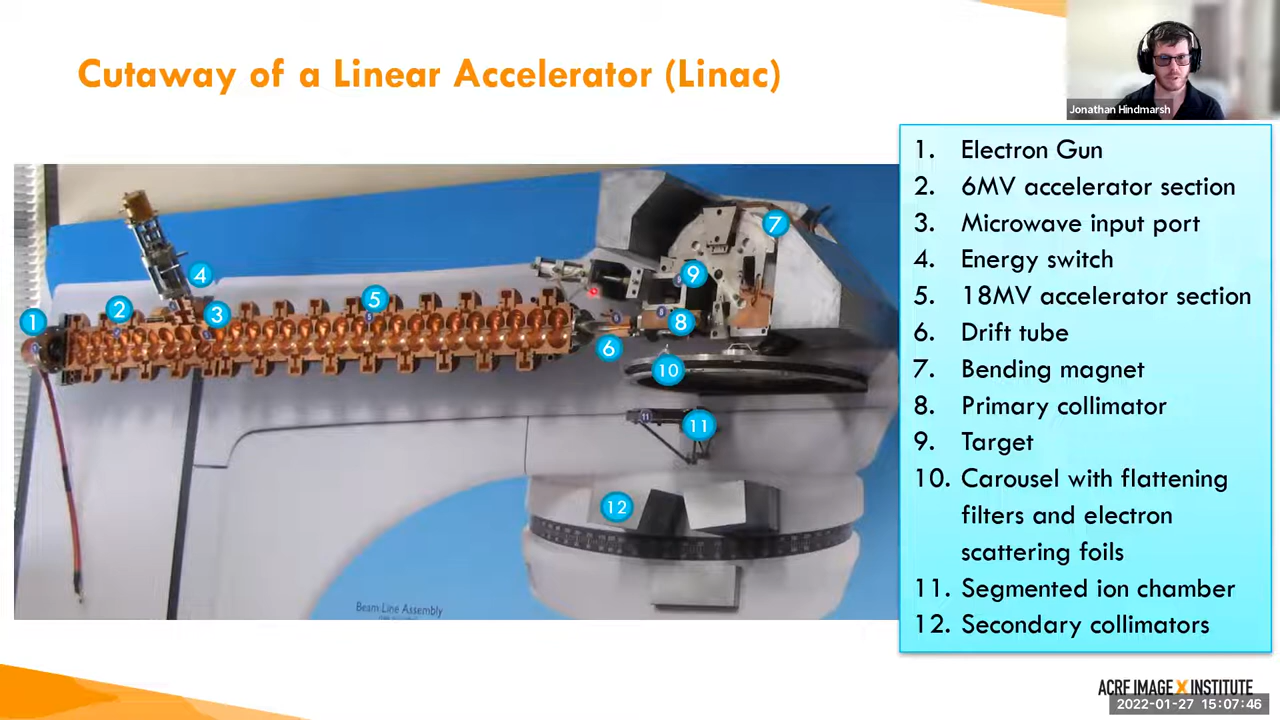 Cutaway of a Linear Accelerator (Linac)
Jonathan Hindmarsh
1. Electron Gun
2. 6MV accelerator section
3. Microwave input port
4. Energy switch
5. 18MV accelerator section
6. Drift tube
7. Bending magnet
8. Primary collimator
9. Target
10. Carousel with flattening
filters and electron
scattering foils
11. Segmented ion chamber
12. Secondary collimators
1
2
3
4
5
6
7
8
9
10
11
12
Beam Line Assembly
ACRF IMAGE X INSTITUTE
2022-01-27 15:07:46